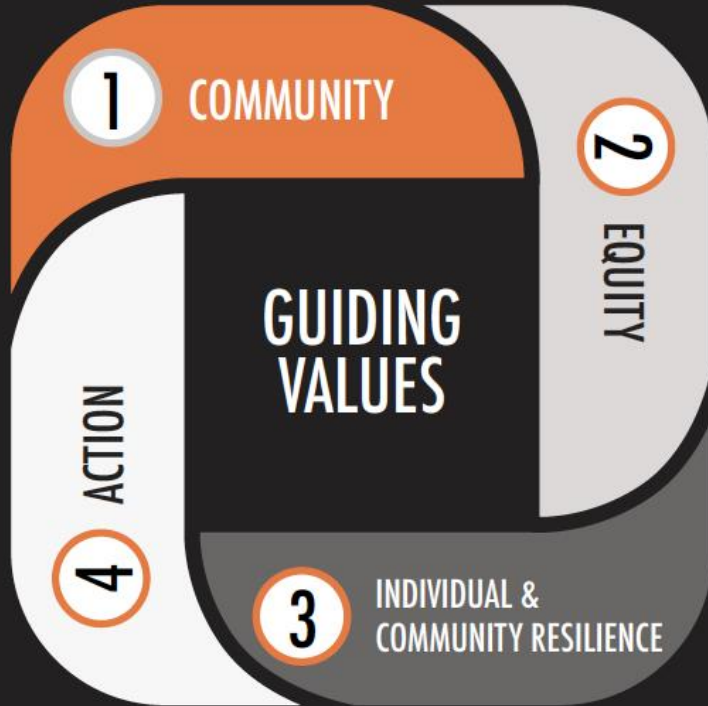 1 COMMUNITY
2 EQUITY
GUIDING
VALUES
3 INDIVIDUAL &
COMMUNITY RESILIENCE
4 ACTION